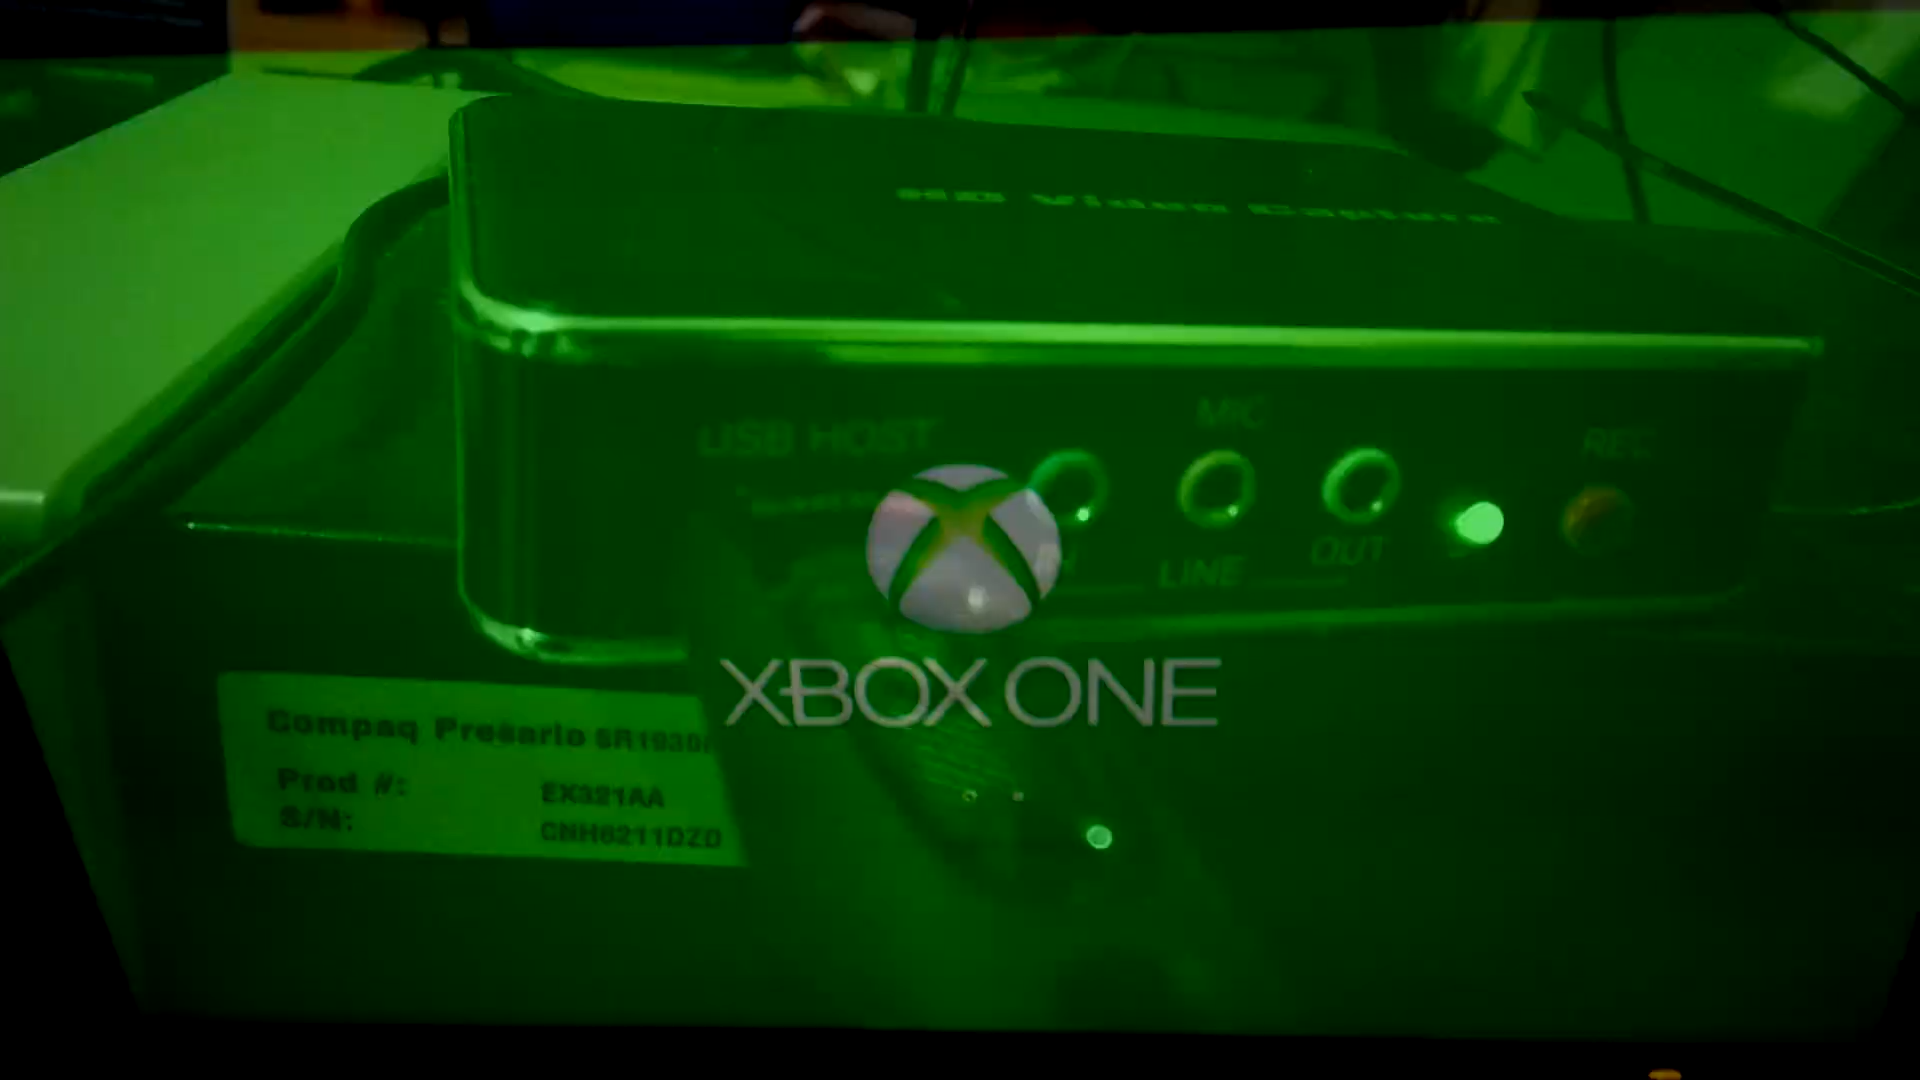 HD Video Capture
USB HOST
MIC
REC
LINE
OUT
XBOX ONE
Compaq Presario
Prod #: EX321AA
S/N: CNH6211DZD